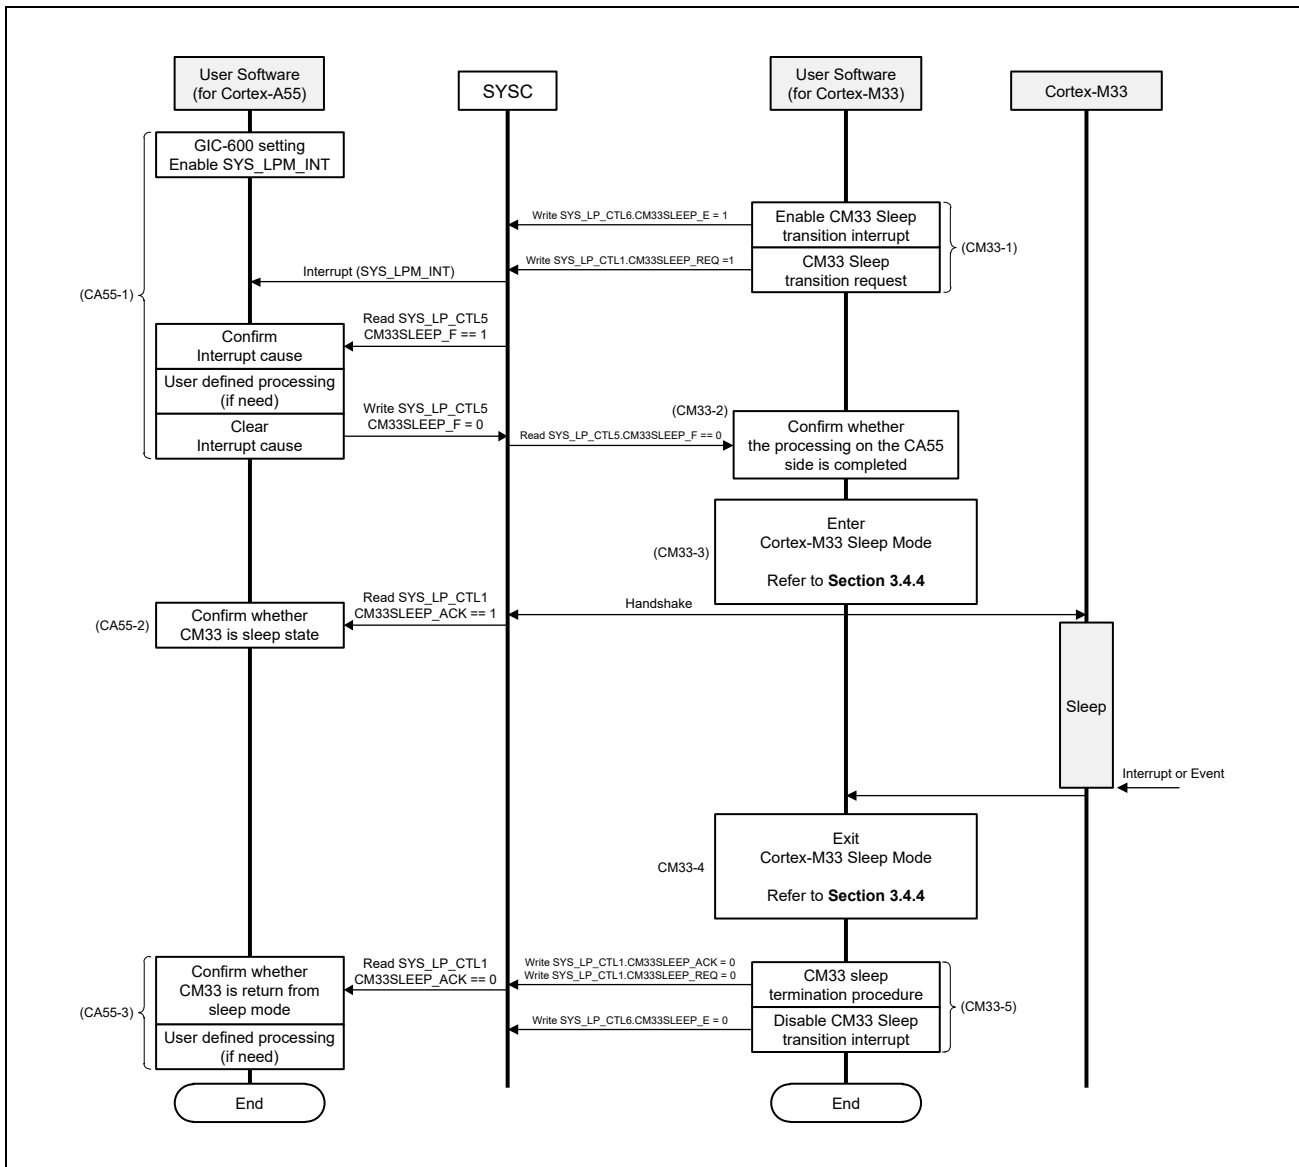 User Software
(for Cortex-A55)
SYSC
User Software
(for Cortex-M33)
Cortex-M33
GIC-600 setting
Enable SYS_LPM_INT
Write SYS_LP_CTL6.CM33SLEEP_E = 1
Enable CM33 Sleep
transition interrupt
(CM33-1)
Write SYS_LP_CTL1.CM33SLEEP_REQ =1
CM33 Sleep
transition request
Interrupt (SYS_LPM_INT)
(CA55-1)
Read SYS_LP_CTL5
CM33SLEEP_F == 1
Confirm
Interrupt cause
User defined processing
(if need)
Write SYS_LP_CTL5
CM33SLEEP_F = 0
Clear
Interrupt cause
(CM33-2)
Read SYS_LP_CTL5.CM33SLEEP_F == 0
Confirm whether
the processing on the CA55
side is completed
Enter
Cortex-M33 Sleep Mode
(CM33-3)
Refer to Section 3.4.4
Read SYS_LP_CTL1
CM33SLEEP_ACK == 1
Handshake
(CA55-2)
Confirm whether
CM33 is sleep state
Sleep
Interrupt or Event
Exit
Cortex-M33 Sleep Mode
CM33-4
Refer to Section 3.4.4
Confirm whether
CM33 is return from
sleep mode
Read SYS_LP_CTL1
CM33SLEEP_ACK == 0
Write SYS_LP_CTL1.CM33SLEEP_ACK = 0
Write SYS_LP_CTL1.CM33SLEEP_REQ = 0
CM33 sleep
termination procedure
(CA55-3)
(CM33-5)
User defined processing
(if need)
Write SYS_LP_CTL6.CM33SLEEP_E = 0
Disable CM33 Sleep
transition interrupt
End
End